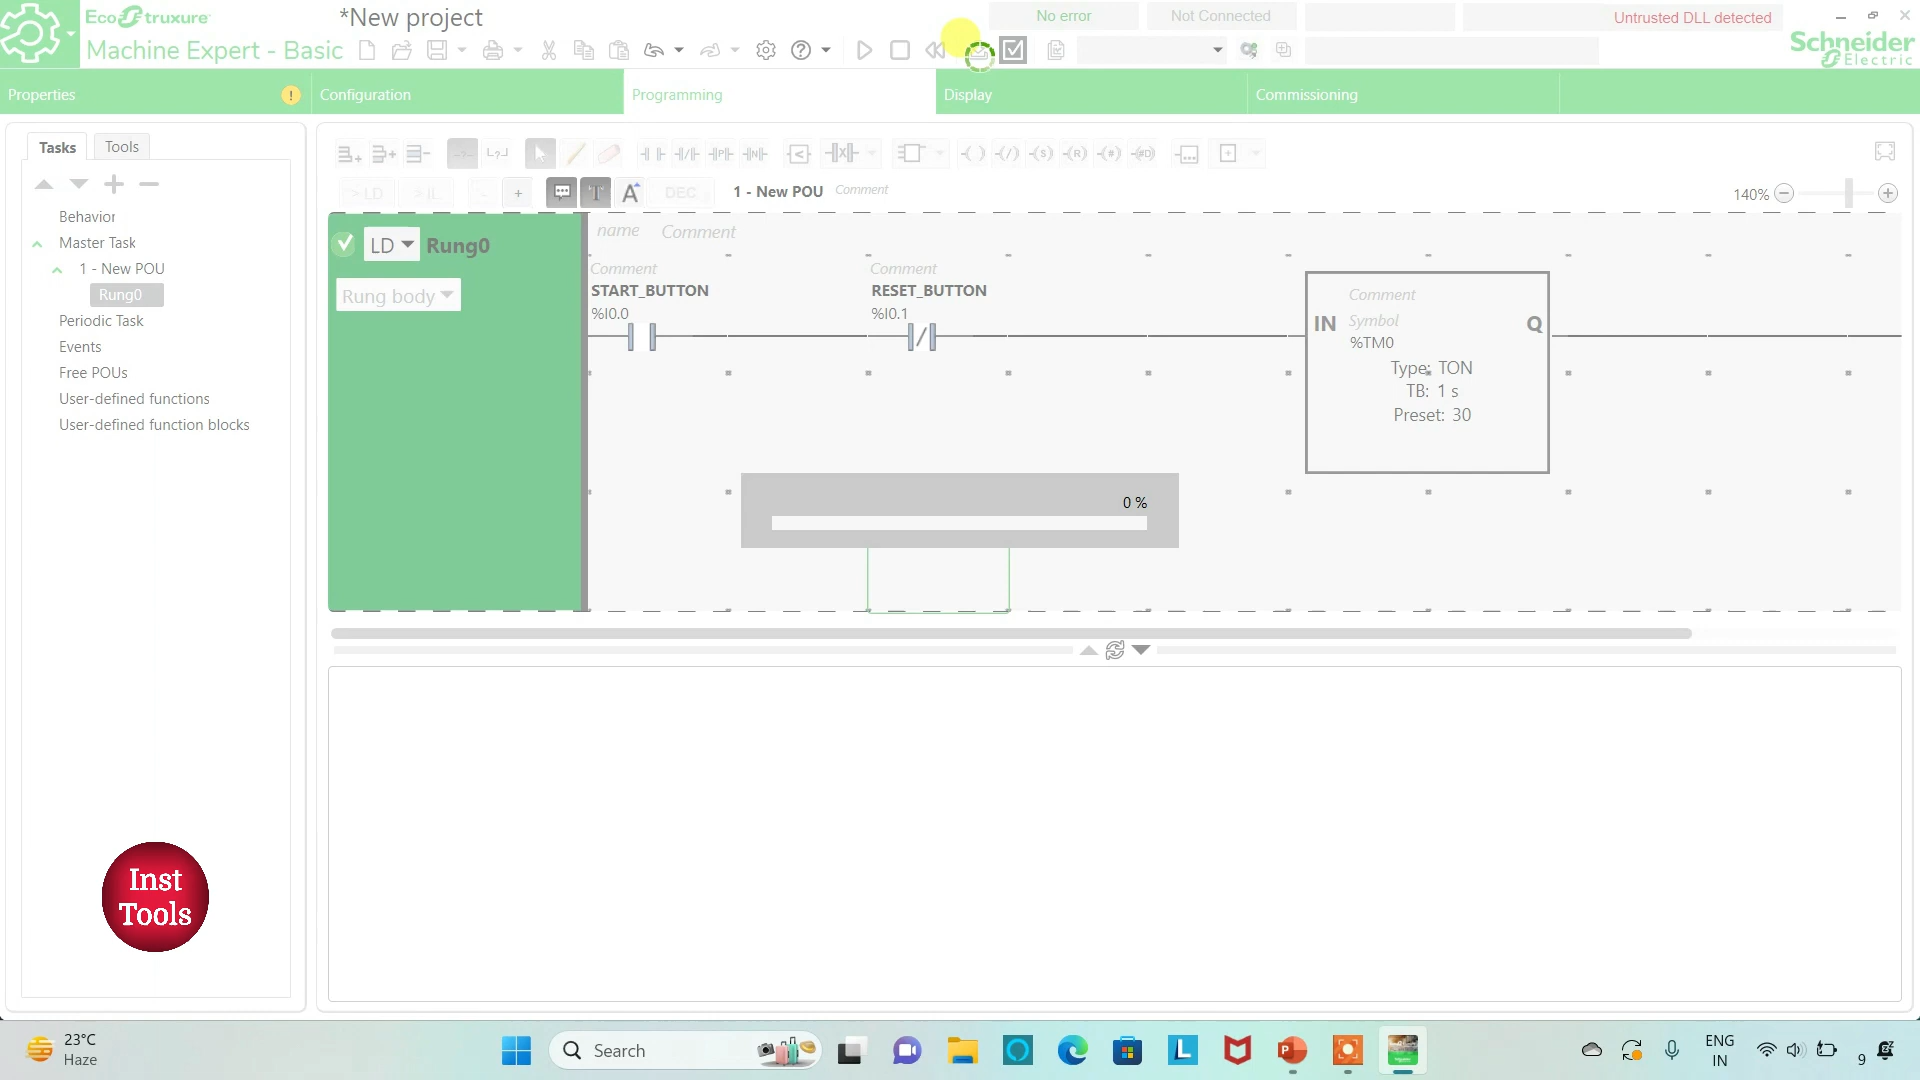 EcoStruxure
Machine Expert - Basic
*New project
No error
Not Connected
Untrusted DLL detected
Schneider
Electric
Properties
Configuration
Programming
Display
Commissioning
Tasks
Tools
Behavior
Master Task
1 - New POU
Rung0
Periodic Task
Events
Free POUs
User-defined functions
User-defined function blocks
> LD
> IL
DEC
1 - New POU
Comment
140%
LD
Rung0
Rung body
name
Comment
Comment
START_BUTTON
%I0.0
Comment
RESET_BUTTON
%I0.1
Comment
IN
Symbol
Q
%TM0
Type: TON
TB: 1 s
Preset: 30
0 %
Inst
Tools
23°C
Haze
Search
ENG
IN
9